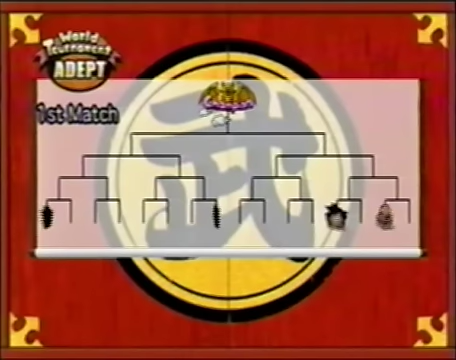 World
Tournament
ADEPT
1st Match
武